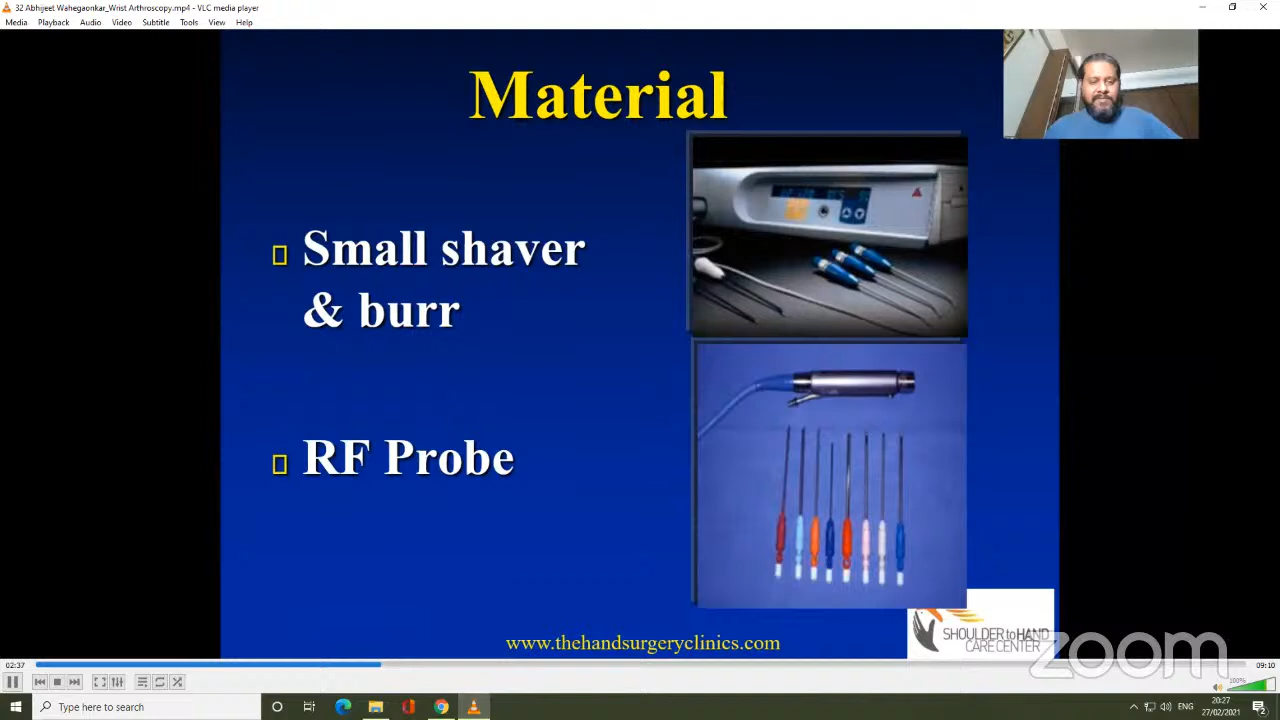 32 Abhijeet Wahegaonkar_Wrist Arthroscopy.mp4 - VLC media player
Media Playback Audio Video Subtitle Tools View Help
Material
Small shaver
& burr
RF Probe
www.thehandsurgeryclinics.com
SHOULDER to HAND
CARE CENTER
zoom
02:37
09:10
100%
Type here to search
ENG
20:27
27/02/2021
2